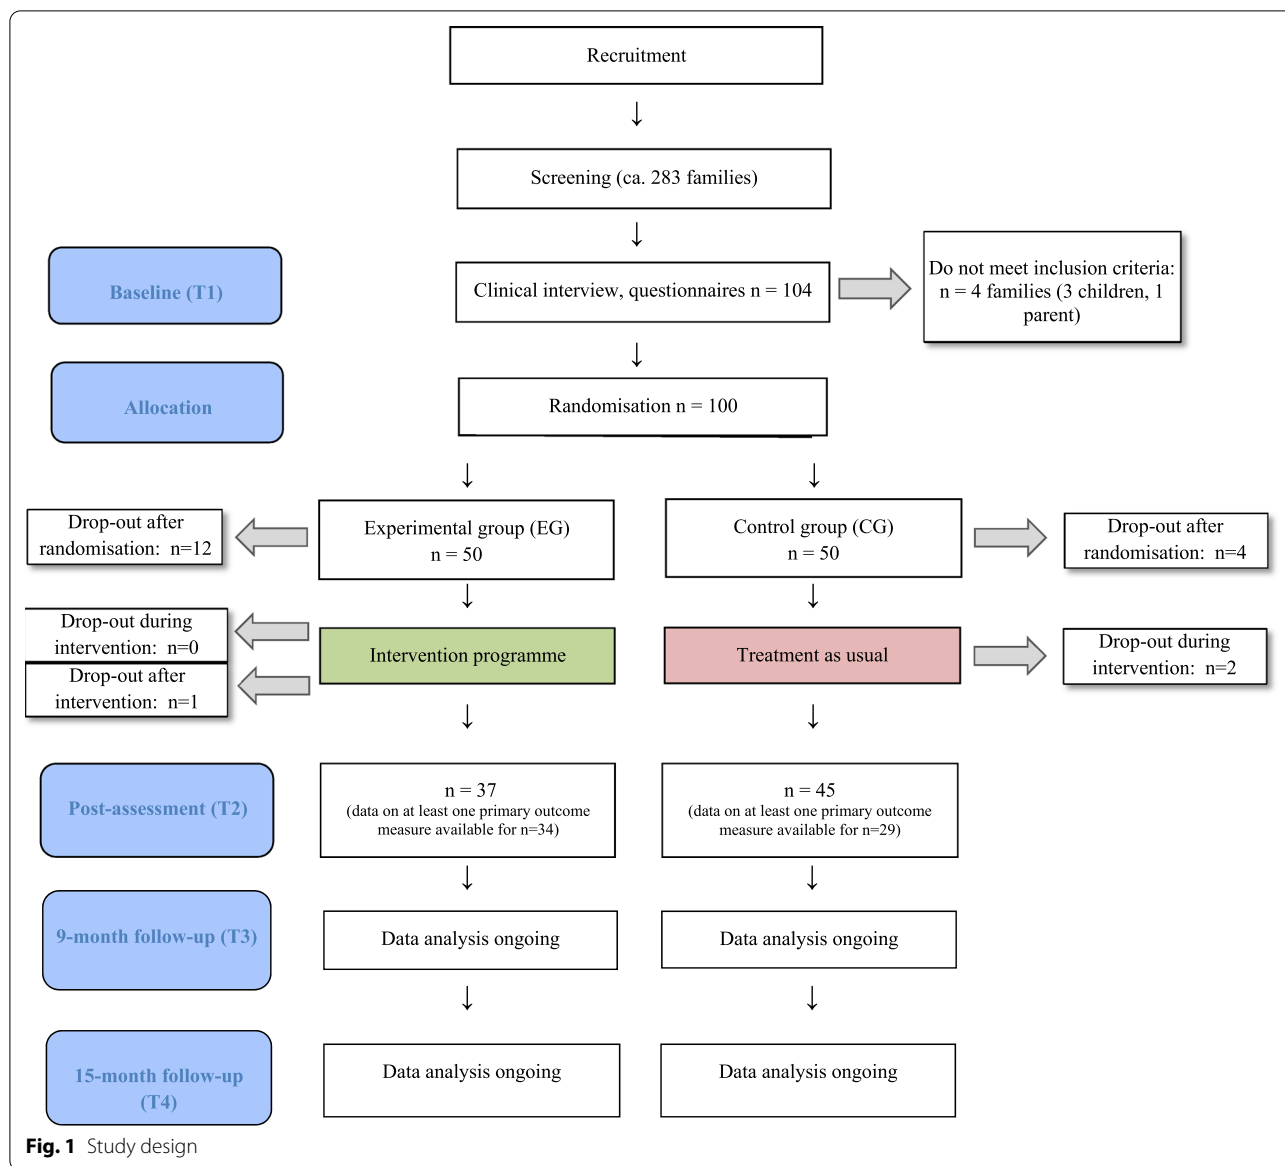 Recruitment
Screening (ca. 283 families)
Baseline (T1)
Clinical interview, questionnaires n = 104
Do not meet inclusion criteria:
n = 4 families (3 children, 1
parent)
Allocation
Randomisation n = 100
Drop-out after
randomisation: n=12
Experimental group (EG)
n = 50
Control group (CG)
n = 50
Drop-out after
randomisation: n=4
Drop-out during
intervention: n=0
Drop-out after
intervention: n=1
Intervention programme
Treatment as usual
Drop-out during
intervention: n=2
Post-assessment (T2)
n = 37
(data on at least one primary outcome
measure available for n=34)
n = 45
(data on at least one primary outcome
measure available for n=29)
9-month follow-up (T3)
Data analysis ongoing
Data analysis ongoing
15-month follow-up
(T4)
Data analysis ongoing
Data analysis ongoing
Fig. 1 Study design